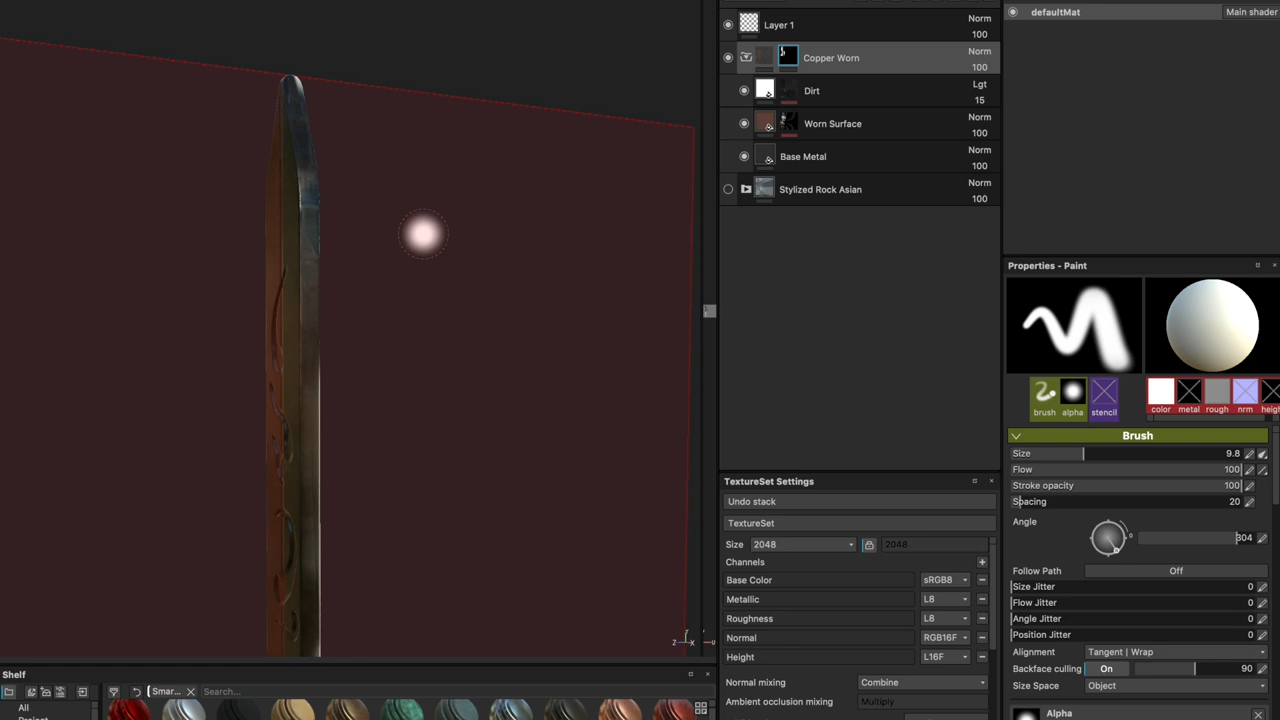 Layer 1
Norm
100
Copper Worn
Norm
100
Dirt
Lgt
15
Worn Surface
Norm
100
Base Metal
Norm
100
Stylized Rock Asian
Norm
100
defaultMat
Main shader
Properties - Paint
brush
alpha
stencil
color
metal
rough
nrm
heigh
Brush
Size 9.8
Flow 100
Stroke opacity 100
Spacing 20
Angle
304
Follow Path Off
Size Jitter 0
Flow Jitter 0
Angle Jitter 0
Position Jitter 0
Alignment Tangent | Wrap
Backface culling On 90
Size Space Object
Alpha
TextureSet Settings
Undo stack
TextureSet
Size 2048 2048
Channels
Base Color sRGB8
Metallic L8
Roughness L8
Normal RGB16F
Height L16F
Normal mixing Combine
Ambient occlusion mixing Multiply
Z X
Shelf
Smar...
Search...
All